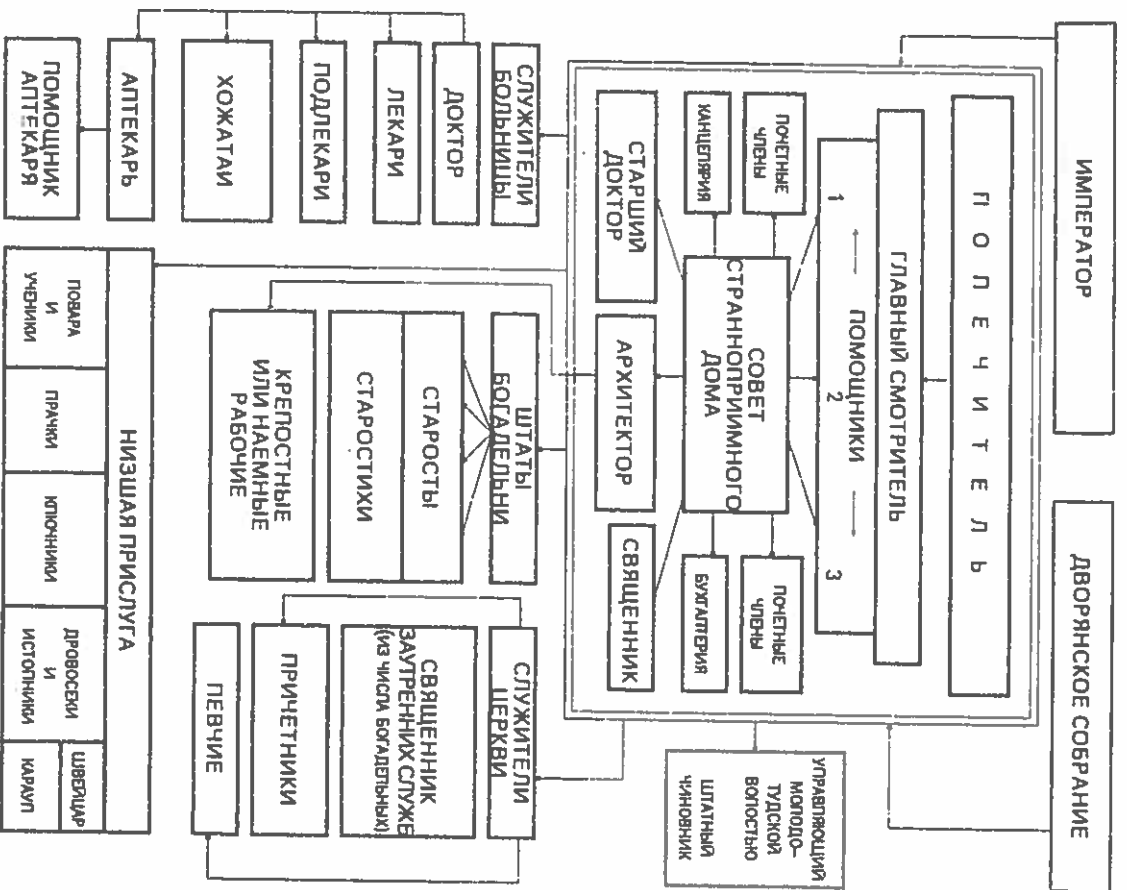 ИМПЕРАТОР
ДВОРЯНСКОЕ СОБРАНИЕ
ПОПЕЧИТЕЛЬ
ГЛАВНЫЙ СМОТРИТЕЛЬ
ПОМОЩНИКИ
1 2 3
ПОЧЕТНЫЕ
ЧЛЕНЫ
КАНЦЕЛЯРИЯ
СОВЕТ
СТРАННОПРИИМНОГО
ДОМА
ПОЧЕТНЫЕ
ЧЛЕНЫ
БУХГАЛТЕРИЯ
СТАРШИЙ
ДОКТОР
АРХИТЕКТОР
СВЯЩЕННИК
УПРАВЛЯЮЩИЙ
МОЛОДО-
ТУДСКОЙ
ВОЛОСТЬЮ
ШТАТНЫЙ
ЧИНОВНИК
СЛУЖИТЕЛИ
БОЛЬНИЦЫ
ДОКТОР
ЛЕКАРИ
ПОДЛЕКАРИ
ХОЖАТАИ
АПТЕКАРЬ
ПОМОЩНИК
АПТЕКАРЯ
ШТАТЫ
БОГАДЕЛЬНИ
СТАРОСТЫ
СТАРОСТИХИ
КРЕПОСТНЫЕ
ИЛИ НАЕМНЫЕ
РАБОЧИЕ
СЛУЖИТЕЛИ
ЦЕРКВИ
СВЯЩЕННИК
ЗАУТРЕННИХ СЛУЖБ
(ИЗ ЧИСЛА БОГАДЕЛЬНЫХ)
ПРИЧЕТНИКИ
ПЕВЧИЕ
НИЗШАЯ ПРИСЛУГА
ПОВАРА
И
УЧЕНИКИ
ПРАЧКИ
КЛЮЧНИКИ
ДРОВОСЕКИ
И
ИСТОПНИКИ
ШВЕЙЦАР
КАРАУЛ